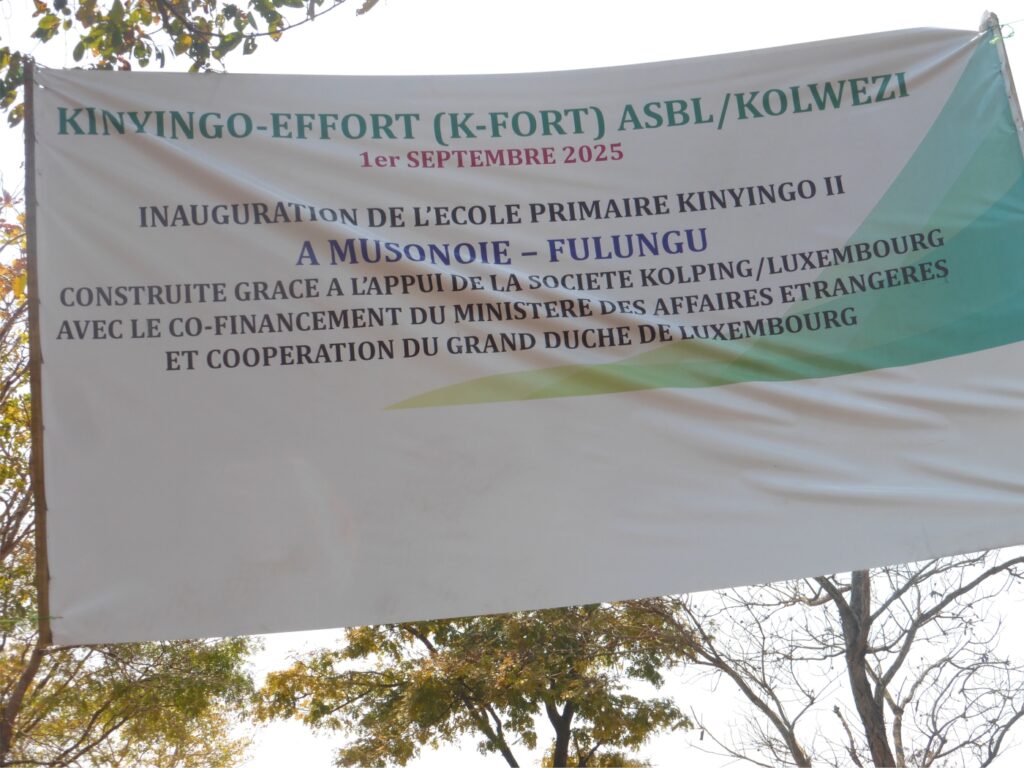 KINYINGO-EFFORT (K-FORT) ASBL/KOLWEZI
1er SEPTEMBRE 2025
INAUGURATION DE L'ECOLE PRIMAIRE KINYINGO II
A MUSONOIE – FULUNGU
CONSTRUITE GRACE A L'APPUI DE LA SOCIETE KOLPING/LUXEMBOURG
AVEC LE CO-FINANCEMENT DU MINISTERE DES AFFAIRES ETRANGERES
ET COOPERATION DU GRAND DUCHE DE LUXEMBOURG